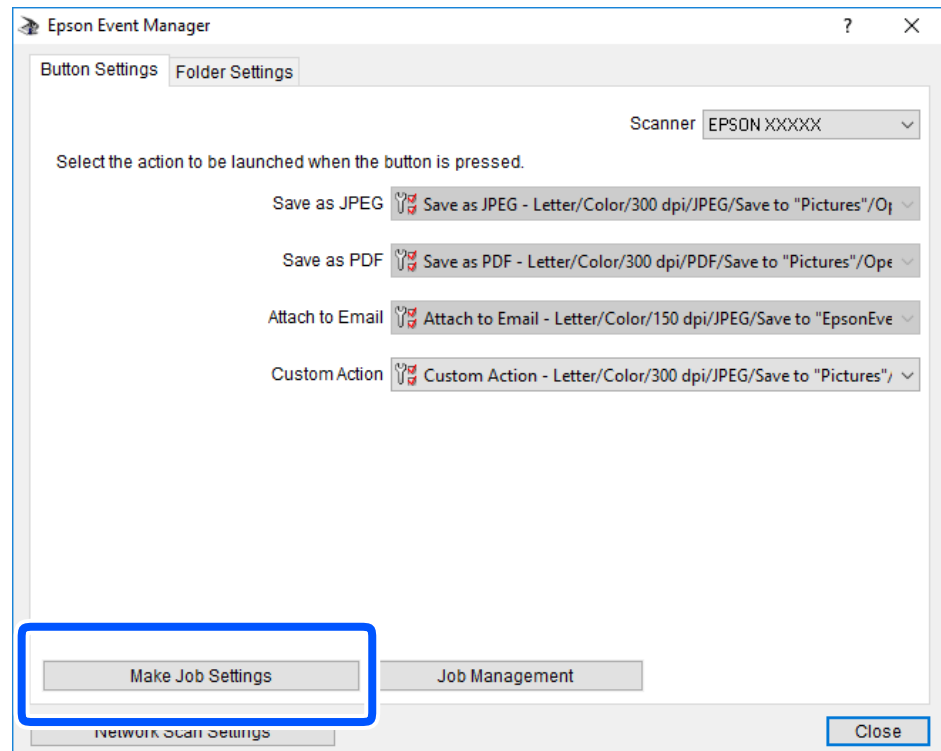 Epson Event Manager
Button Settings Folder Settings
Scanner EPSON XXXXX
Select the action to be launched when the button is pressed.
Save as JPEG Save as JPEG - Letter/Color/300 dpi/JPEG/Save to "Pictures"/Op
Save as PDF Save as PDF - Letter/Color/300 dpi/PDF/Save to "Pictures"/Ope
Attach to Email Attach to Email - Letter/Color/150 dpi/JPEG/Save to "EpsonEve
Custom Action Custom Action - Letter/Color/300 dpi/JPEG/Save to "Pictures"/
Make Job Settings Job Management
Network Scan Settings Close